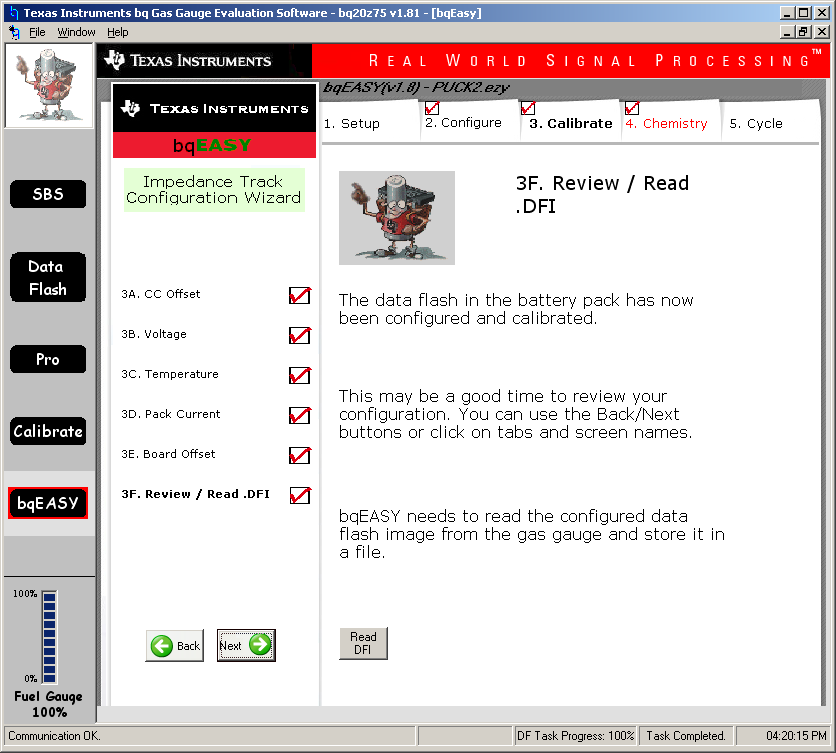 Texas Instruments bq Gas Gauge Evaluation Software - bq20z75 v1.81 - [bqEasy]
File Window Help
TEXAS INSTRUMENTS
REAL WORLD SIGNAL PROCESSING™
bqEASY(v1.8) - PUCK2.ezy
TEXAS INSTRUMENTS
bqEASY
1. Setup
2. Configure
3. Calibrate
4. Chemistry
5. Cycle
Impedance Track
Configuration Wizard
3F. Review / Read
.DFI
SBS
Data
Flash
Pro
Calibrate
bqEASY
3A. CC Offset
3B. Voltage
3C. Temperature
3D. Pack Current
3E. Board Offset
3F. Review / Read .DFI
The data flash in the battery pack has now
been configured and calibrated.
This may be a good time to review your
configuration. You can use the Back/Next
buttons or click on tabs and screen names.
bqEASY needs to read the configured data
flash image from the gas gauge and store it in
a file.
100%
0%
Fuel Gauge
100%
Back
Next
Read
DFI
Communication OK.
DF Task Progress: 100%
Task Completed.
04:20:15 PM